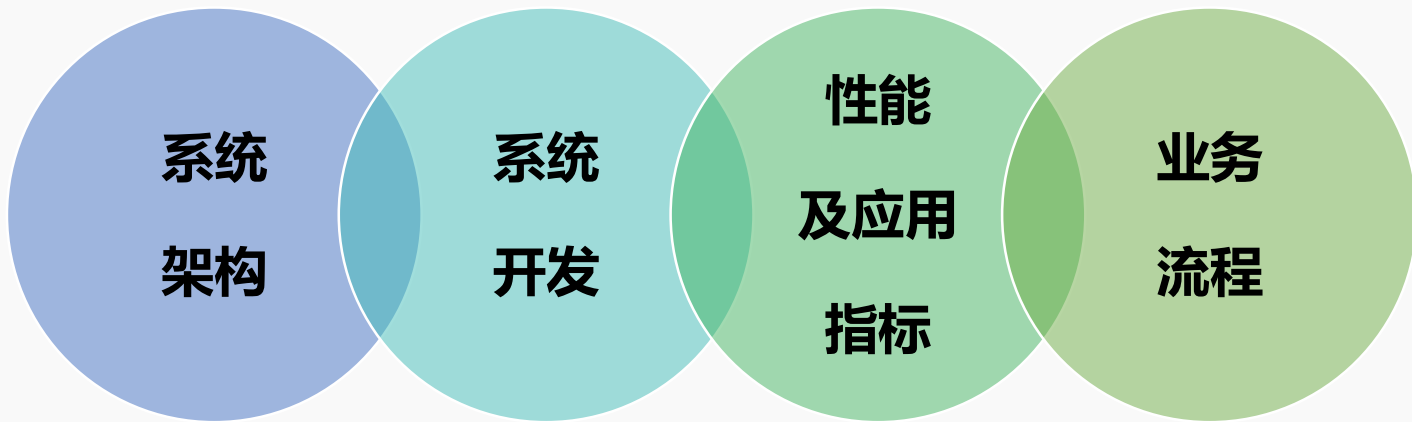 系统
架构
系统
开发
性能
及应用
指标
业务
流程